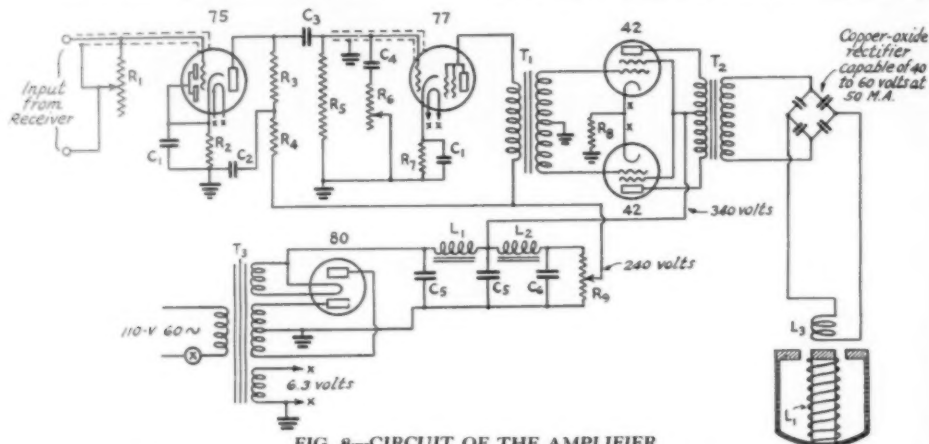 75
C3
77
42
Copper-oxide
rectifier
capable of 40
to 60 volts at
50 M.A.
Input
from
Receiver
R1
R3
R4
R5
C4
R6
T1
R8
T2
C1
R2
C2
R7
C1
x x
x x
x
x
42
340 volts
T3
80
L1
L2
C5
C5
C6
R9
240 volts
110-V 60~
x
6.3 volts
x
x
L3
L1
FIG. 8—CIRCUIT OF THE AMPLIFIER